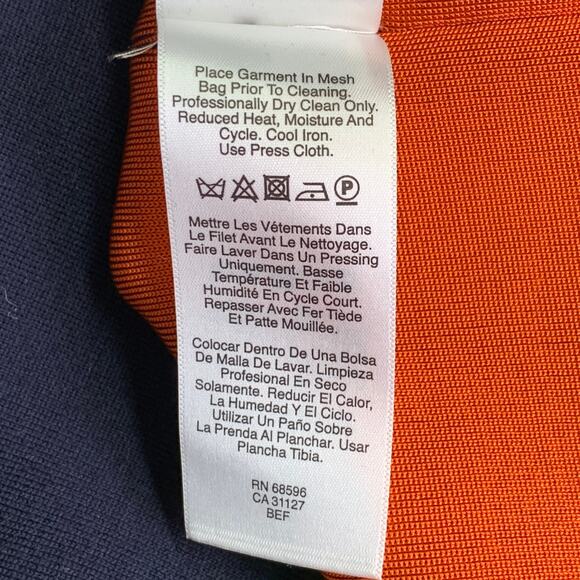 Place Garment In Mesh
Bag Prior To Cleaning.
Professionally Dry Clean Only.
Reduced Heat, Moisture And
Cycle. Cool Iron.
Use Press Cloth.
P
Mettre Les Vétements Dans
Le Filet Avant Le Nettoyage.
Faire Laver Dans Un Pressing
Uniquement. Basse
Température Et Faible
Humidité En Cycle Court.
Repasser Avec Fer Tiède
Et Patte Mouillée.
Colocar Dentro De Una Bolsa
De Malla De Lavar. Limpieza
Profesional En Seco
Solamente. Reducir El Calor,
La Humedad Y El Ciclo.
Utilizar Un Paño Sobre
La Prenda Al Planchar. Usar
Plancha Tibia.
RN 68596
CA 31127
BEF